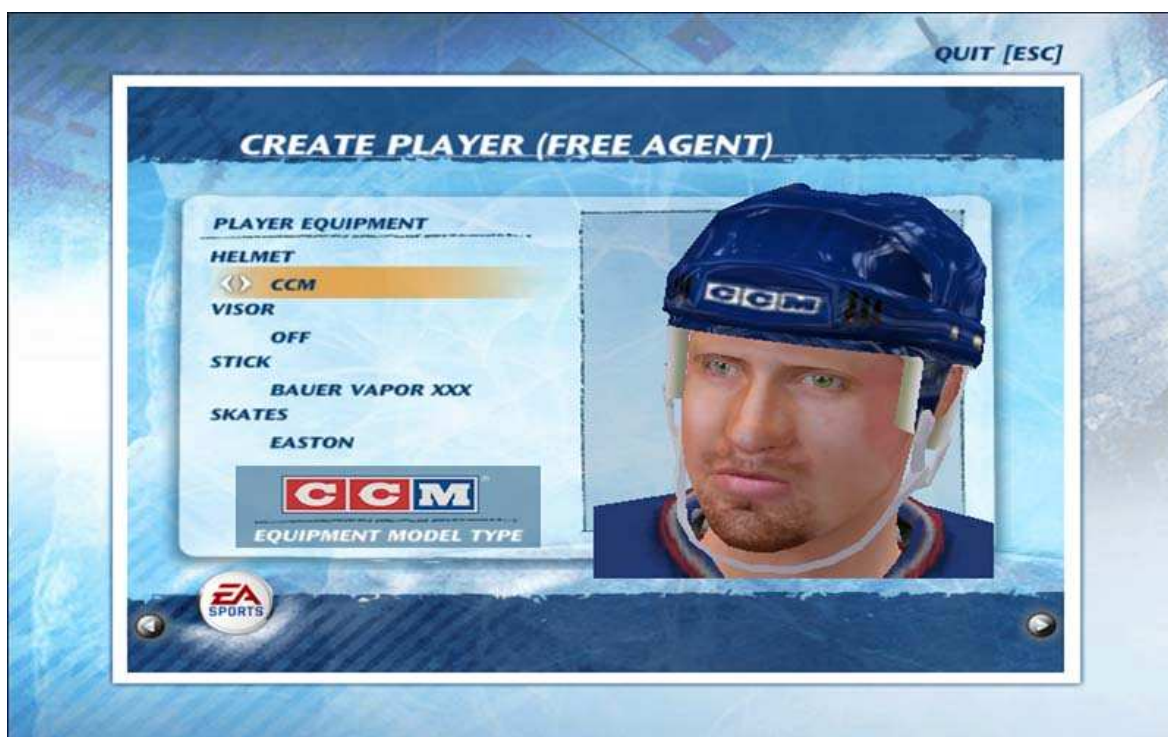 QUIT [ESC]
CREATE PLAYER (FREE AGENT)
PLAYER EQUIPMENT
HELMET
CCM
VISOR
OFF
STICK
BAUER VAPOR XXX
SKATES
EASTON
CCM
EQUIPMENT MODEL TYPE
CCM
EA
SPORTS